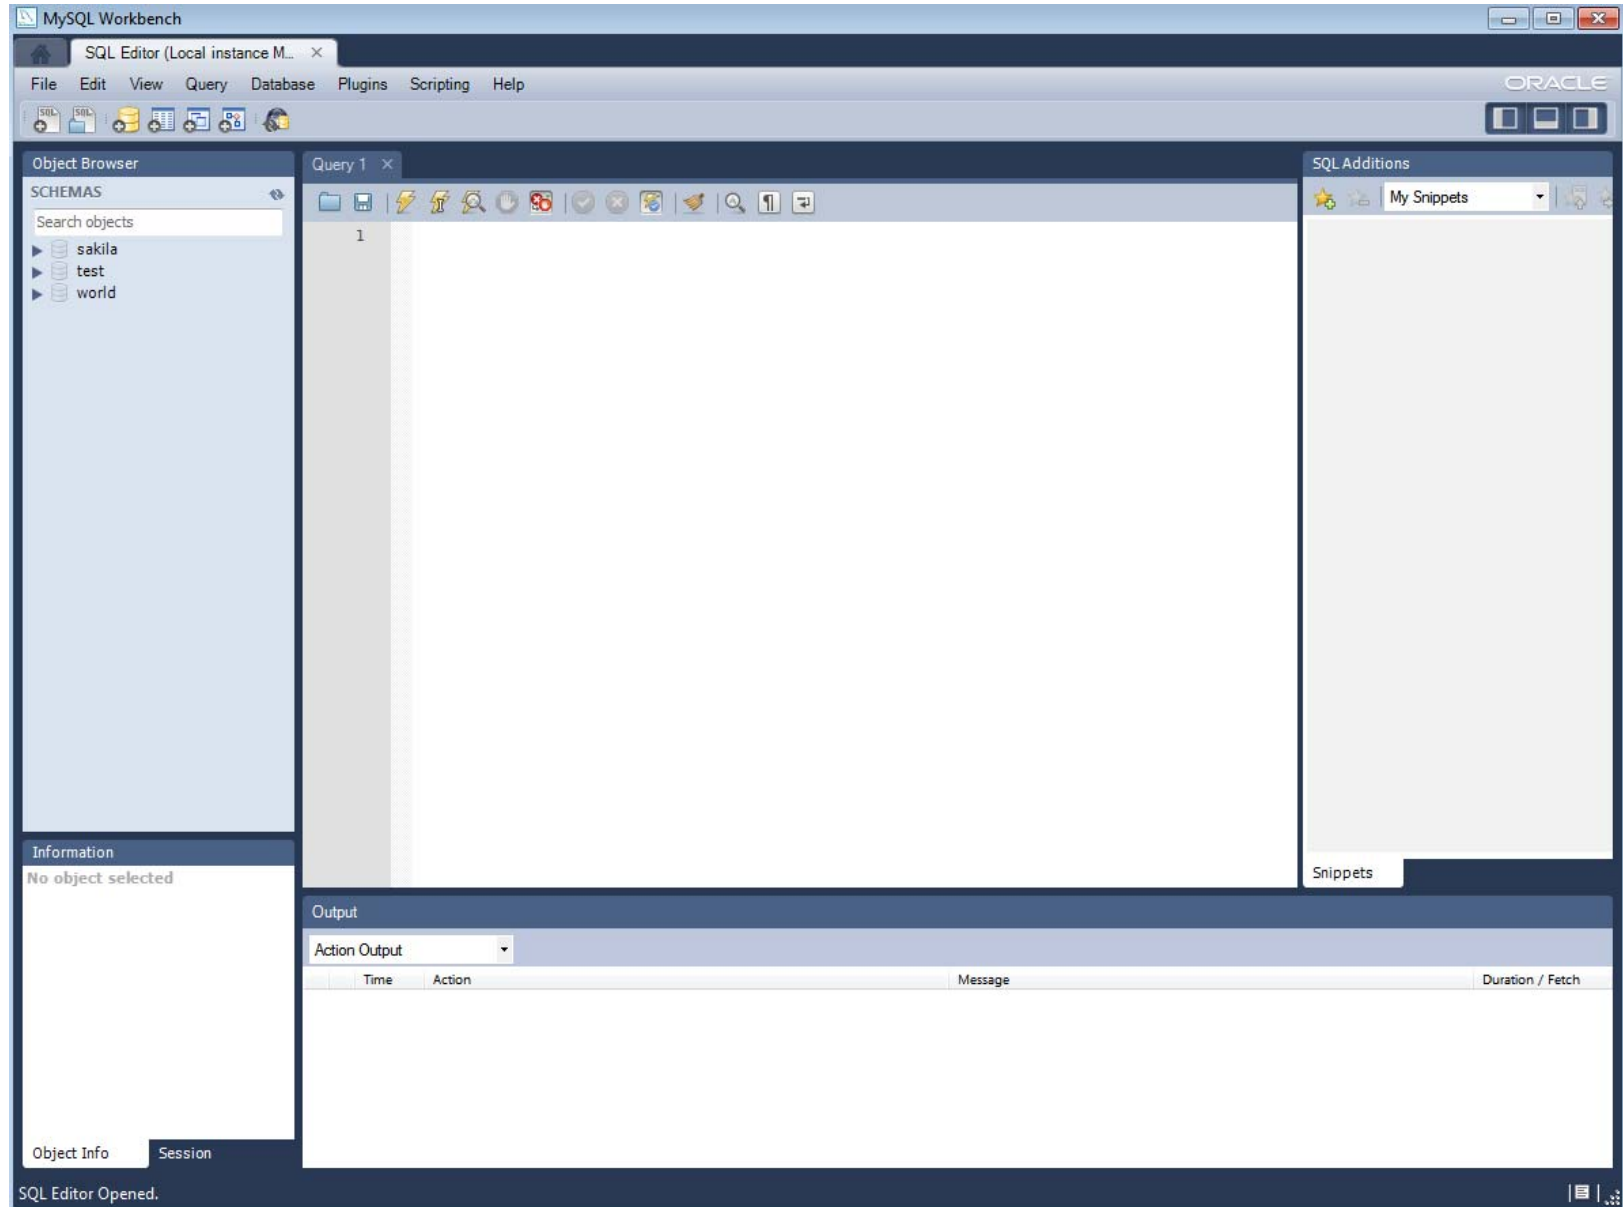 MySQL Workbench
SQL Editor (Local instance M...
File Edit View Query Database Plugins Scripting Help
ORACLE
SQL SQL
Object Browser
Query 1
SQL Additions
SCHEMAS
My Snippets
Search objects
1
sakila
test
world
Information
No object selected
Snippets
Output
Action Output
Time Action Message Duration / Fetch
Object Info Session
SQL Editor Opened.